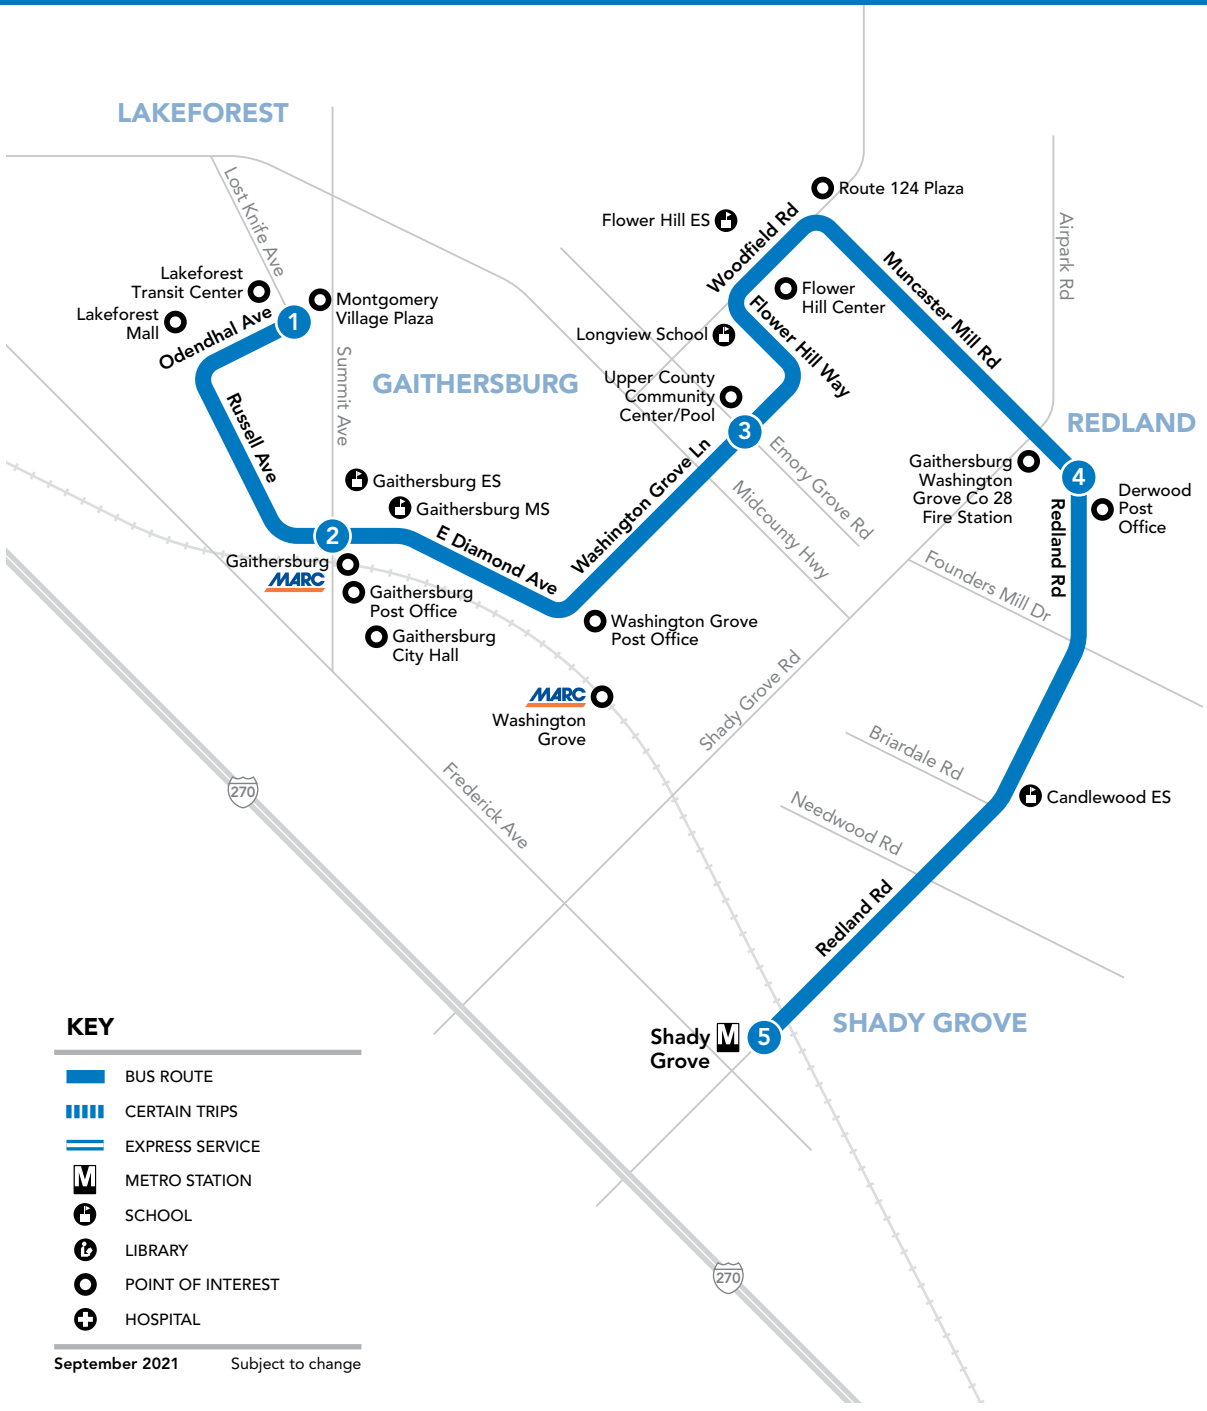 LAKEFOREST
Lost Knife Ave
Route 124 Plaza
Flower Hill ES
Woodfield Rd
Airpark Rd
Muncaster Mill Rd
Lakeforest
Transit Center
Montgomery
Village Plaza
Lakeforest
Mall
1
Odendhal Ave
Flower
Hill Center
Flower Hill Way
Longview School
Summit Ave
GAITHERSBURG
Upper County
Community
Center/Pool
Russell Ave
3
REDLAND
Emory Grove Rd
Washington Grove Ln
Midcounty Hwy
Gaithersburg
Washington
Grove Co 28
Fire Station
4
Derwood
Post
Office
Redland Rd
Gaithersburg ES
Gaithersburg MS
2
E Diamond Ave
Gaithersburg
MARC
Gaithersburg
Post Office
Gaithersburg
City Hall
Founders Mill Dr
Washington Grove
Post Office
MARC
Washington
Grove
Shady Grove Rd
Briardale Rd
270
Frederick Ave
Candlewood ES
Needwood Rd
Redland Rd
SHADY GROVE
Shady
Grove
M
5
270
KEY
BUS ROUTE
CERTAIN TRIPS
EXPRESS SERVICE
M
METRO STATION
SCHOOL
LIBRARY
POINT OF INTEREST
HOSPITAL
September 2021
Subject to change